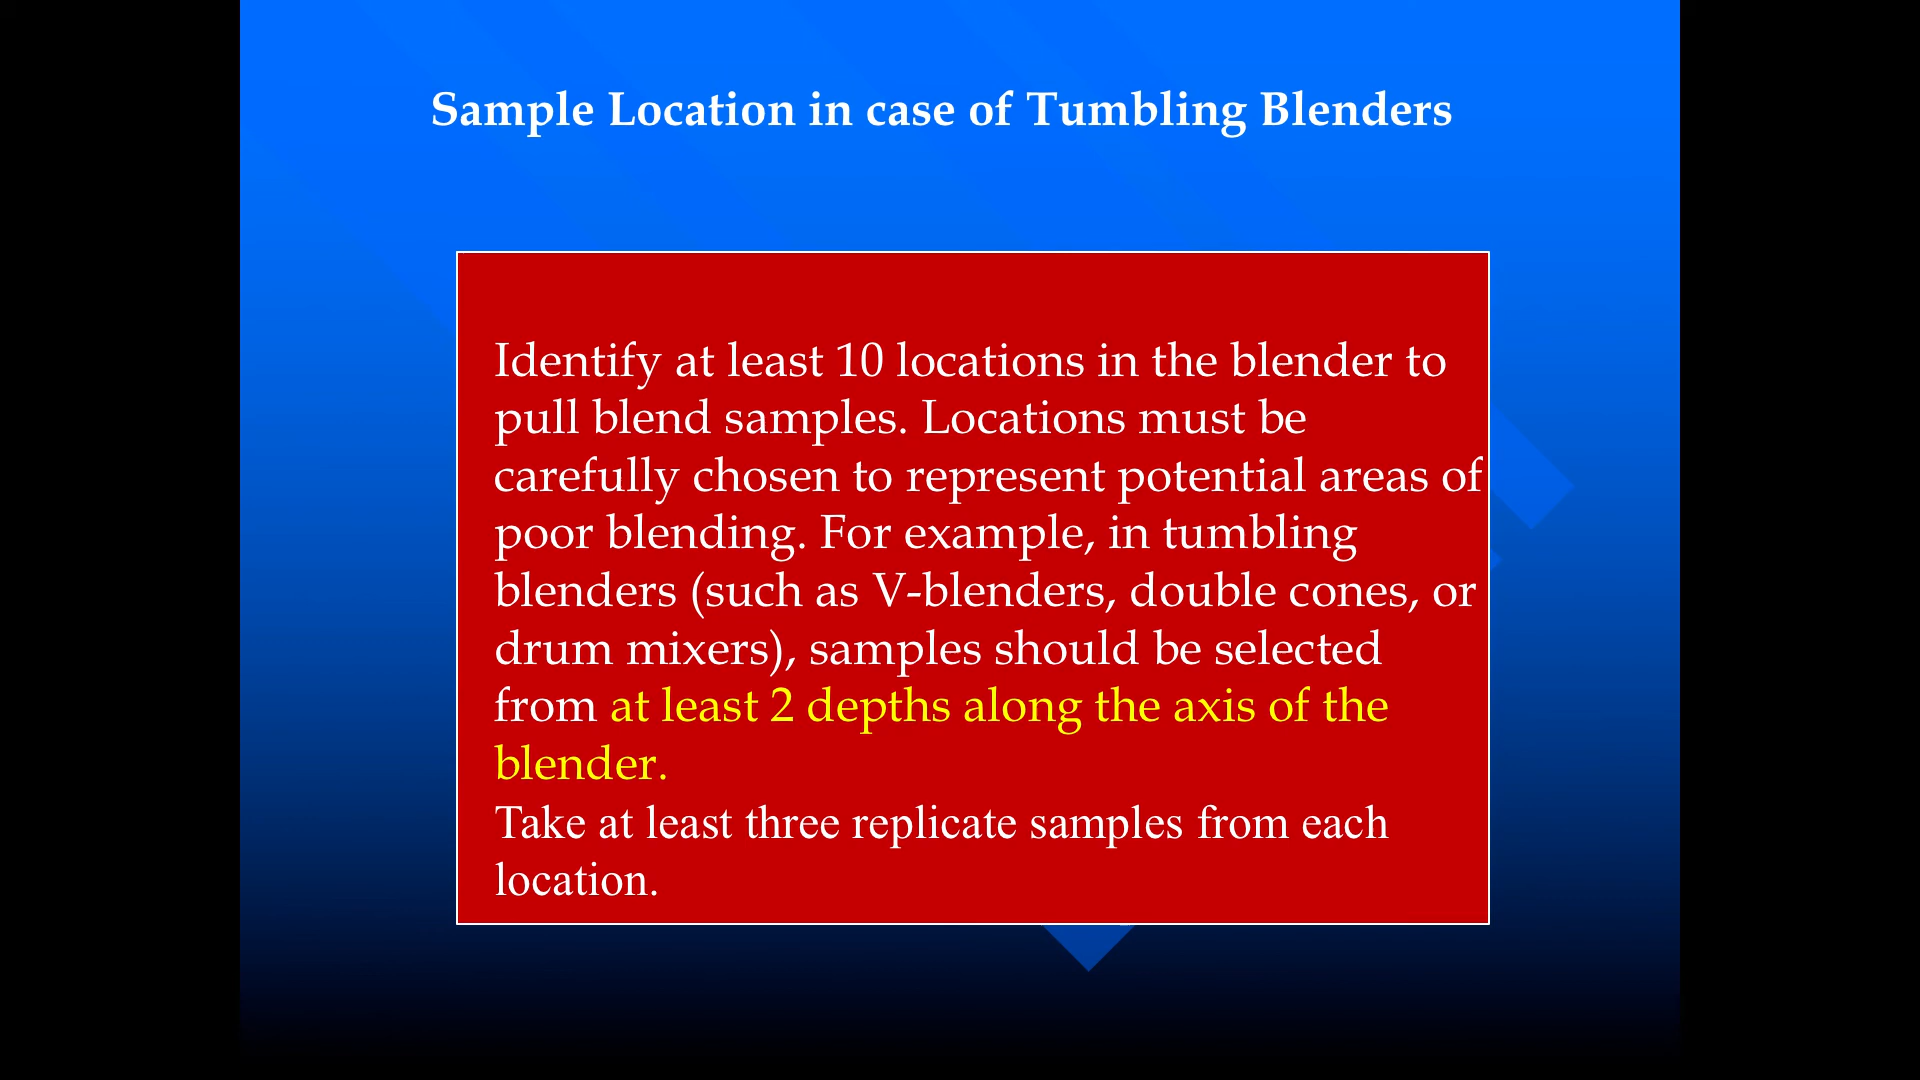 Sample Location in case of Tumbling Blenders
Identify at least 10 locations in the blender to
pull blend samples. Locations must be
carefully chosen to represent potential areas of
poor blending. For example, in tumbling
blenders (such as V-blenders, double cones, or
drum mixers), samples should be selected
from at least 2 depths along the axis of the
blender.
Take at least three replicate samples from each
location.